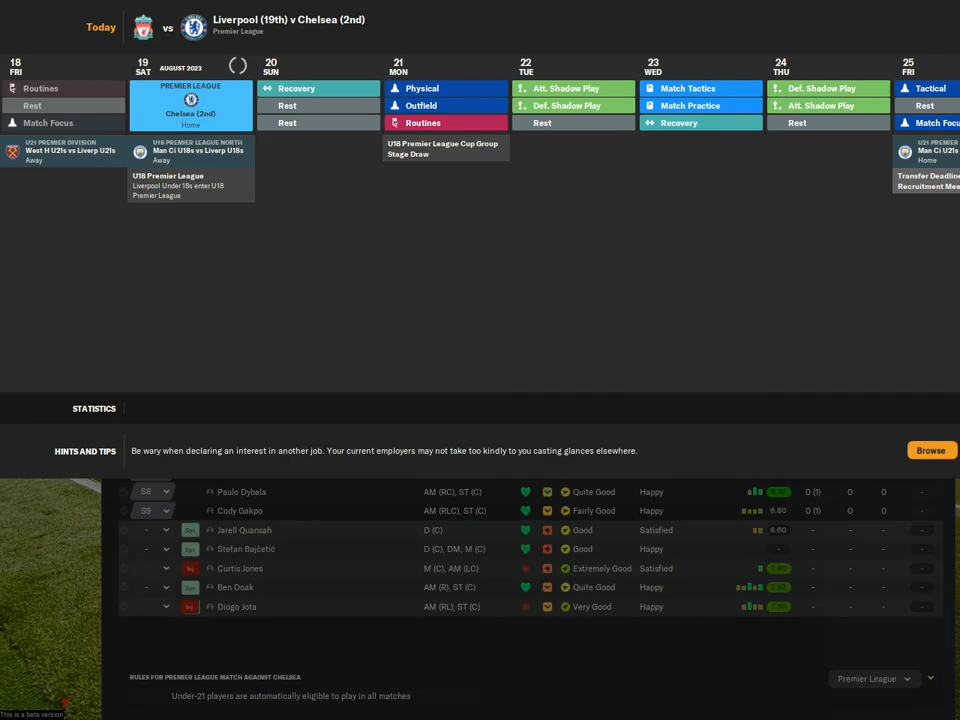 Today
vs
Liverpool (19th) v Chelsea (2nd)
Premier League
18
FRI
19
SAT
AUGUST 2023
20
SUN
21
MON
22
TUE
23
WED
24
THU
25
FRI
Routines
Rest
Match Focus
PREMIER LEAGUE
Chelsea (2nd)
Home
Recovery
Rest
Rest
Physical
Outfield
Routines
Att. Shadow Play
Def. Shadow Play
Rest
Match Tactics
Match Practice
Recovery
Def. Shadow Play
Att. Shadow Play
Rest
Tactical
Rest
Match Focu
U21 PREMIER DIVISION
West H U21s vs Liverp U21s
Away
U18 PREMIER LEAGUE NORTH
Man Ci U18s vs Liverp U18s
Away
U18 Premier League
Liverpool Under 18s enter U18
Premier League
U18 Premier League Cup Group
Stage Draw
U21 PREM
Man Ci U21s
Home
Transfer Deadline
Recruitment Mee
STATISTICS
HINTS AND TIPS
Be wary when declaring an interest in another job. Your current employers may not take too kindly to you casting glances elsewhere.
Browse
S8 Paulo Dybala AM (RC), ST (C) Quite Good Happy 0 (1) 0 0 -
S9 Cody Gakpo AM (RLC), ST (C) Fairly Good Happy 6.80 0 (1) 0 0 -
- Spi Jarell Quansah D (C) Good Satisfied 6.60 - - - -
- Spi Stefan Bajčetić D (C), DM, M (C) Good Happy - - - - -
Inj Curtis Jones M (C), AM (LC) Extremely Good Satisfied - - - -
- Spi Ben Doak AM (R), ST (C) Quite Good Happy - - - -
Inj Diogo Jota AM (RL), ST (C) Very Good Happy - - - -
RULES FOR PREMIER LEAGUE MATCH AGAINST CHELSEA
Premier League
Under-21 players are automatically eligible to play in all matches
This is a beta version